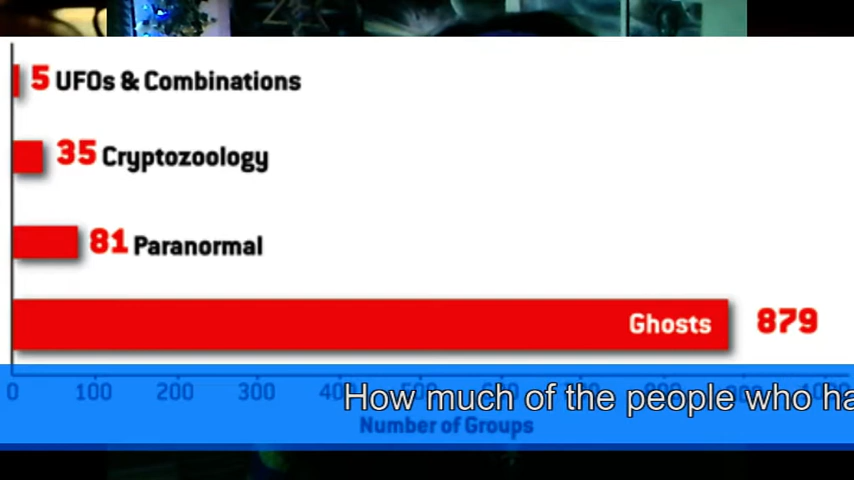 5 UFOs & Combinations
35 Cryptozoology
81 Paranormal
Ghosts 879
0 100 200 300
How much of the people who ha
Number of Groups